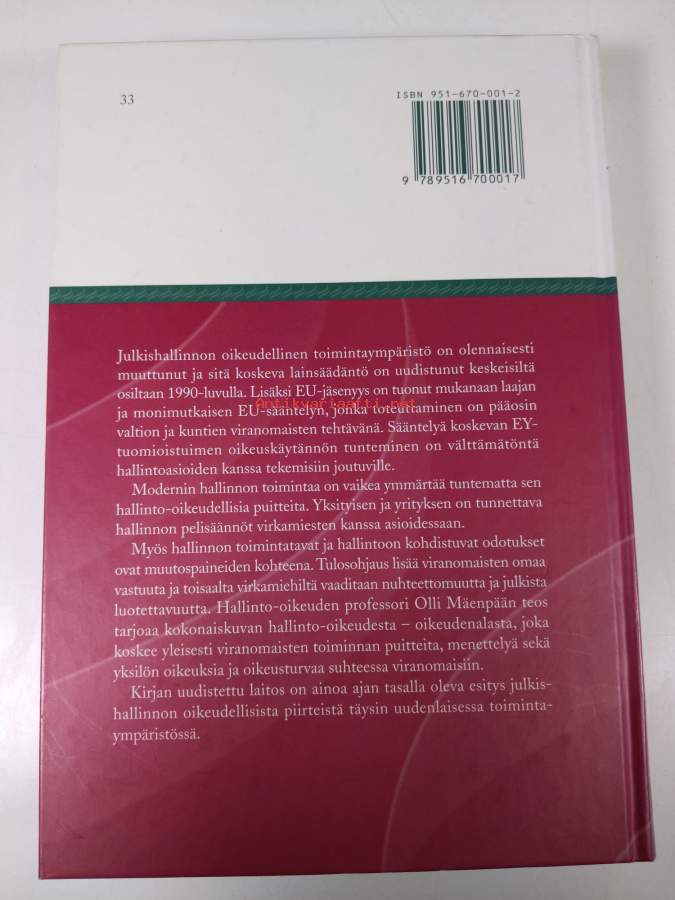 33
ISBN 951-670-001-2
9 789516 700017
Julkishallinnon oikeudellinen toimintaympäristö on olennaisesti
muuttunut ja sitä koskeva lainsäädäntö on uudistunut keskeisiltä
osiltaan 1990-luvulla. Lisäksi EU-jäsenyys on tuonut mukanaan laajan
antikvariaatti.net
ja monimutkaisen EU-sääntelyn, jonka toteuttaminen on pääosin
valtion ja kuntien viranomaisten tehtävänä. Sääntelyä koskevan EY-
tuomioistuimen oikeuskäytännön tunteminen on välttämätöntä
hallintoasioiden kanssa tekemisiin joutuville.
Modernin hallinnon toimintaa on vaikea ymmärtää tuntematta sen
hallinto-oikeudellisia puitteita. Yksityisen ja yrityksen on tunnettava
hallinnon pelisäännöt virkamiesten kanssa asioidessaan.
Myös hallinnon toimintatavat ja hallintoon kohdistuvat odotukset
ovat muutospaineiden kohteena. Tulosohjaus lisää viranomaisten omaa
vastuuta ja toisaalta virkamiehiltä vaaditaan nuhteettomuutta ja julkista
luotettavuutta. Hallinto-oikeuden professori Olli Mäenpään teos
tarjoaa kokonaiskuvan hallinto-oikeudesta – oikeudenalasta, joka
koskee yleisesti viranomaisten toiminnan puitteita, menettelyä sekä
yksilön oikeuksia ja oikeusturvaa suhteessa viranomaisiin.
Kirjan uudistettu laitos on ainoa ajan tasalla oleva esitys julkis-
hallinnon oikeudellisista piirteistä täysin uudenlaisessa toiminta-
ympäristössä.